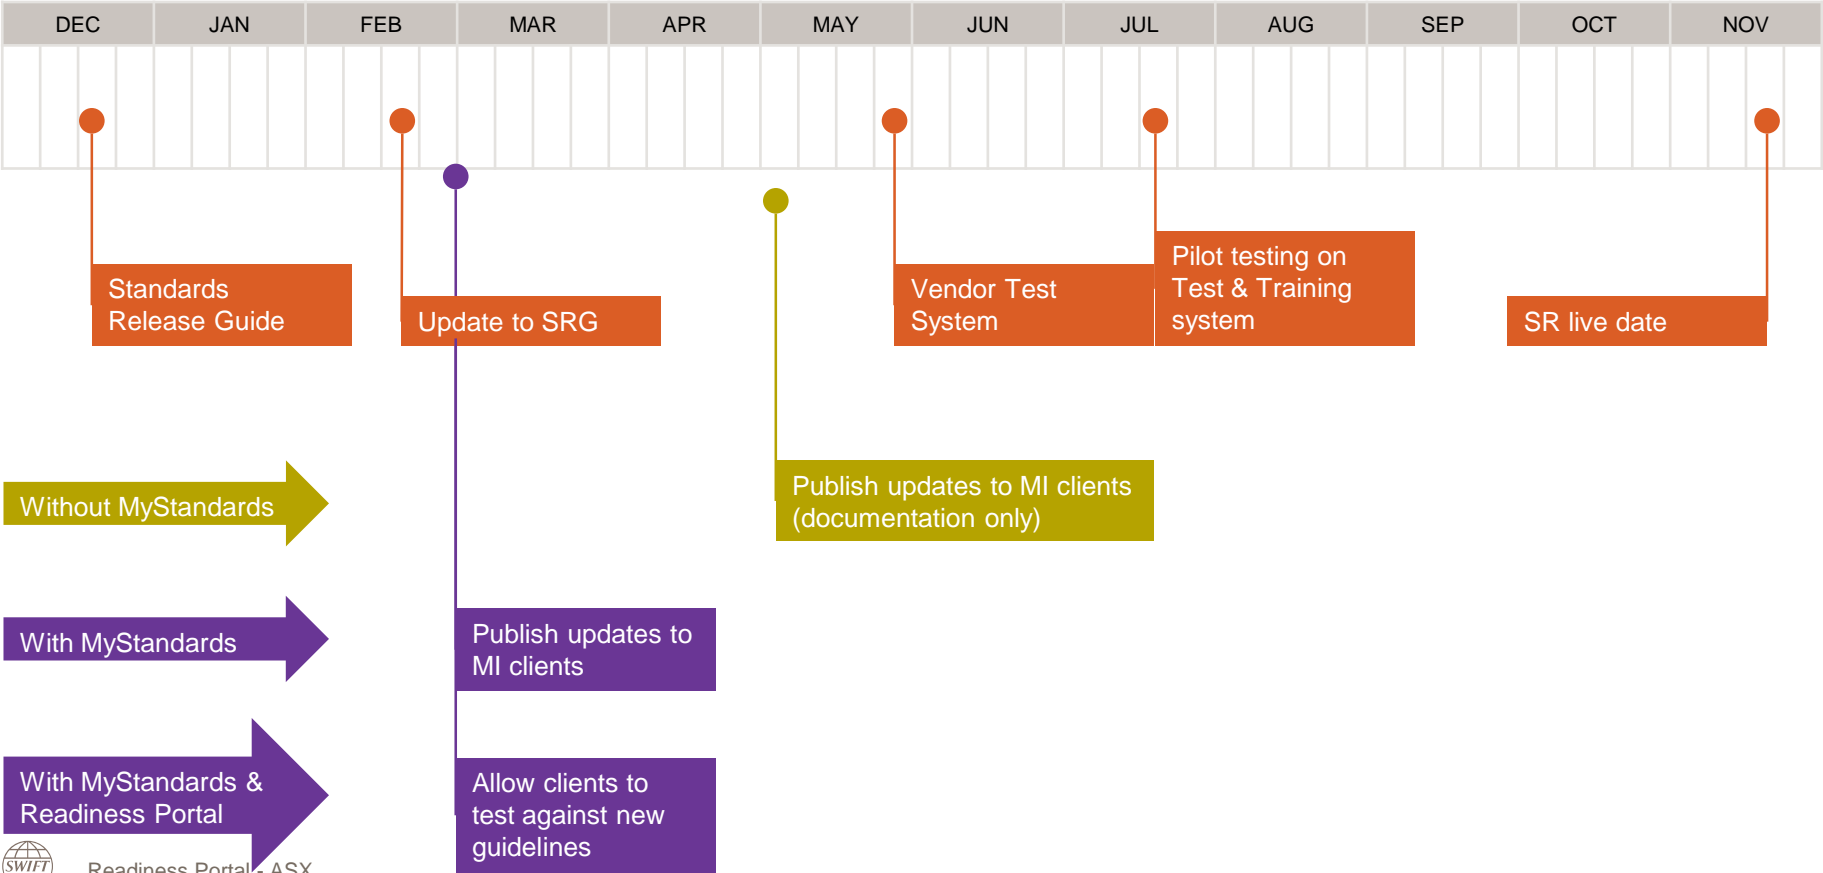 DEC JAN FEB MAR APR MAY JUN JUL AUG SEP OCT NOV
Standards
Release Guide
Update to SRG
Vendor Test
System
Pilot testing on
Test & Training
system
SR live date
Without MyStandards
Publish updates to MI clients
(documentation only)
With MyStandards
Publish updates to
MI clients
With MyStandards &
Readiness Portal
Allow clients to
test against new
guidelines
SWIFT
Readiness Portal - ASX